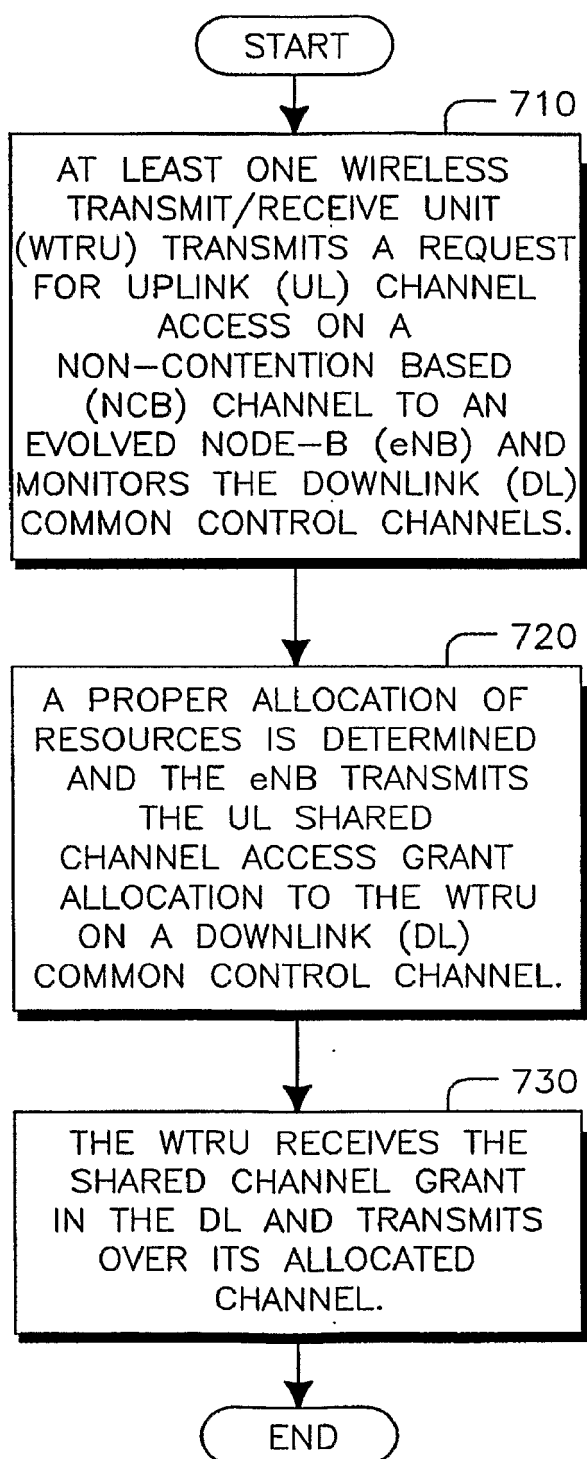 START
710
AT LEAST ONE WIRELESS
TRANSMIT/RECEIVE UNIT
(WTRU) TRANSMITS A REQUEST
FOR UPLINK (UL) CHANNEL
ACCESS ON A
NON-CONTENTION BASED
(NCB) CHANNEL TO AN
EVOLVED NODE-B (eNB) AND
MONITORS THE DOWNLINK (DL)
COMMON CONTROL CHANNELS.
720
A PROPER ALLOCATION OF
RESOURCES IS DETERMINED
AND THE eNB TRANSMITS
THE UL SHARED
CHANNEL ACCESS GRANT
ALLOCATION TO THE WTRU
ON A DOWNLINK (DL)
COMMON CONTROL CHANNEL.
730
THE WTRU RECEIVES THE
SHARED CHANNEL GRANT
IN THE DL AND TRANSMITS
OVER ITS ALLOCATED
CHANNEL.
END